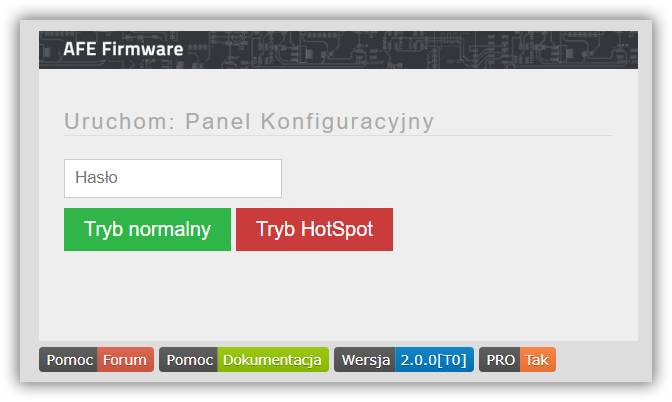 AFE Firmware
Uruchom: Panel Konfiguracyjny
Hasło
Tryb normalny Tryb HotSpot
Pomoc Forum Pomoc Dokumentacja Wersja 2.0.0[T0] PRO Tak